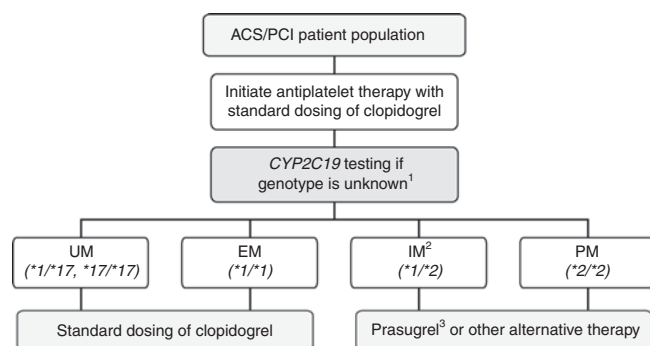 ACS/PCI patient population
Initiate antiplatelet therapy with
standard dosing of clopidogrel
CYP2C19 testing if
genotype is unknown¹
UM
(*1/*17, *17/*17)
EM
(*1/*1)
IM²
(*1/*2)
PM
(*2/*2)
Standard dosing of clopidogrel
Prasugrel³ or other alternative therapy